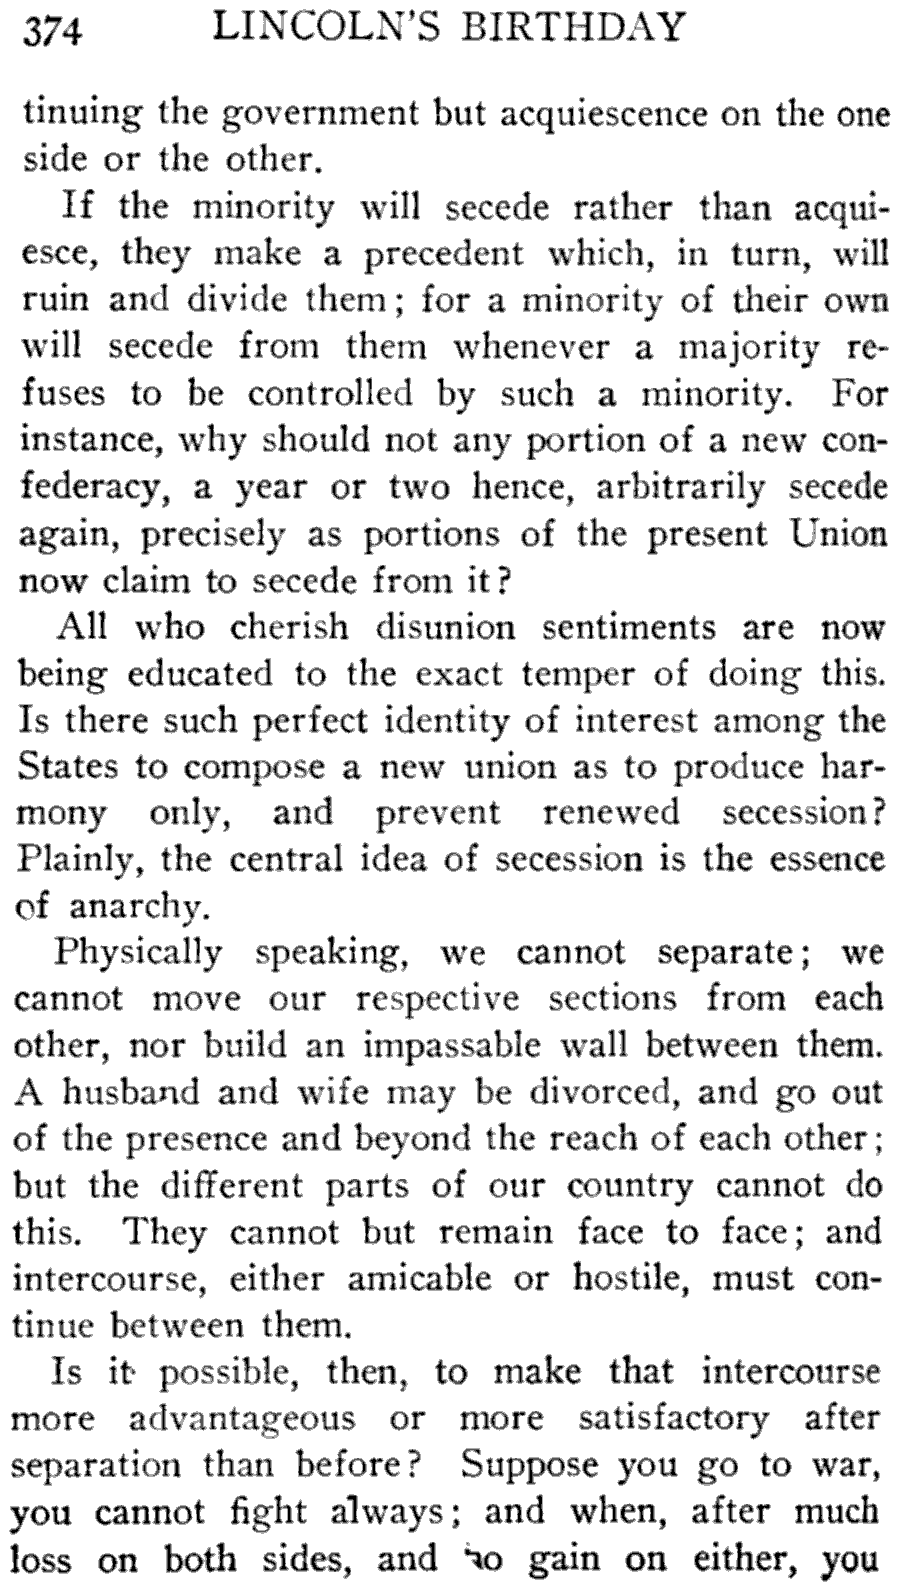 374 LINCOLN'S BIRTHDAY
tinuing the government but acquiescence on the one
side or the other.
If the minority will secede rather than acqui-
esce, they make a precedent which, in turn, will
ruin and divide them; for a minority of their own
will secede from them whenever a majority re-
fuses to be controlled by such a minority. For
instance, why should not any portion of a new con-
federacy, a year or two hence, arbitrarily secede
again, precisely as portions of the present Union
now claim to secede from it?
All who cherish disunion sentiments are now
being educated to the exact temper of doing this.
Is there such perfect identity of interest among the
States to compose a new union as to produce har-
mony only, and prevent renewed secession?
Plainly, the central idea of secession is the essence
of anarchy.
Physically speaking, we cannot separate; we
cannot move our respective sections from each
other, nor build an impassable wall between them.
A husband and wife may be divorced, and go out
of the presence and beyond the reach of each other;
but the different parts of our country cannot do
this. They cannot but remain face to face; and
intercourse, either amicable or hostile, must con-
tinue between them.
Is it possible, then, to make that intercourse
more advantageous or more satisfactory after
separation than before? Suppose you go to war,
you cannot fight always; and when, after much
loss on both sides, and no gain on either, you